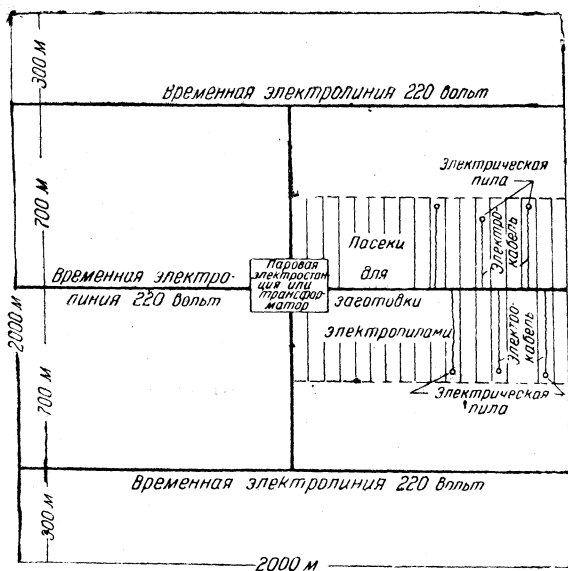 300 м
Временная электролиния 220 вольт
700 м
Электрическая
пила
Электро-
кабель
Пасеки
для
заготовки
электропилами
Паровая
электростан
ция или
трансфор-
матор
Временная электро-
линия 220 вольт
2000 м
Электро-
кабель
700 м
Электрическая
пила
Временная электролиния 220 вольт
300 м
2000 м